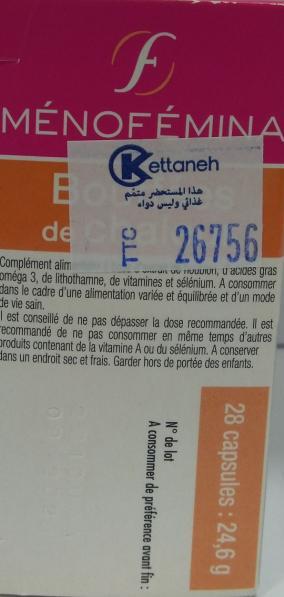 MÉNOFÉMINA
Kettaneh
هذا المستحضر متمّم
غذائي وليس دواء
TTC
26756
de
Complément alim
oméga 3, de lithothamne, de vitamines et sélénium. A consommer
dans le cadre d'une alimentation variée et équilibrée et d'un mode
de vie sain.
Il est conseillé de ne pas dépasser la dose recommandée. Il est
recommandé de ne pas consommer en même temps d'autres
produits contenant de la vitamine A ou du sélénium. A conserver
dans un endroit sec et frais. Garder hors de portée des enfants.
28 capsules : 24,6 g
N° de lot
A consommer de préférence avant fin :